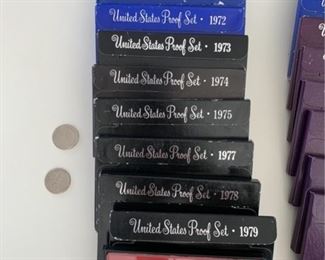 United States Proof Set · 1972
United States Proof Set · 1973
United States Proof Set · 1974
United States Proof Set · 1975
United States Proof Set · 1977
United States Proof Set · 1978
United States Proof Set · 1979